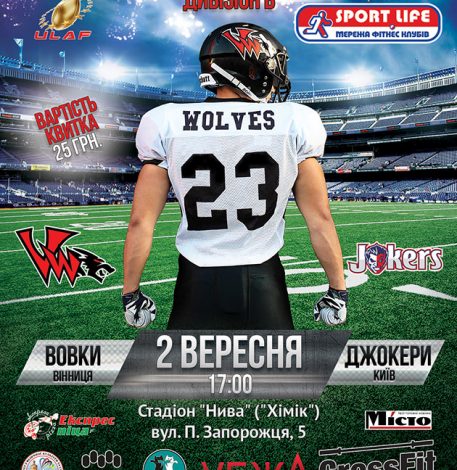 ДИВІЗІОН Б
ULAF
SPORT LIFE
МЕРЕЖА ФІТНЕС КЛУБІВ
ВАРТІСТЬ
КВИТКА
25 ГРН.
WOLVES
23
W
Jokers
ВОВКИ
ВІННИЦЯ
2 ВЕРЕСНЯ
17:00
ДЖОКЕРИ
КИЇВ
Стадіон "Нива" ("Хімік")
вул. П. Запорожця, 5
Експрес
піца
Місто
CrossFit